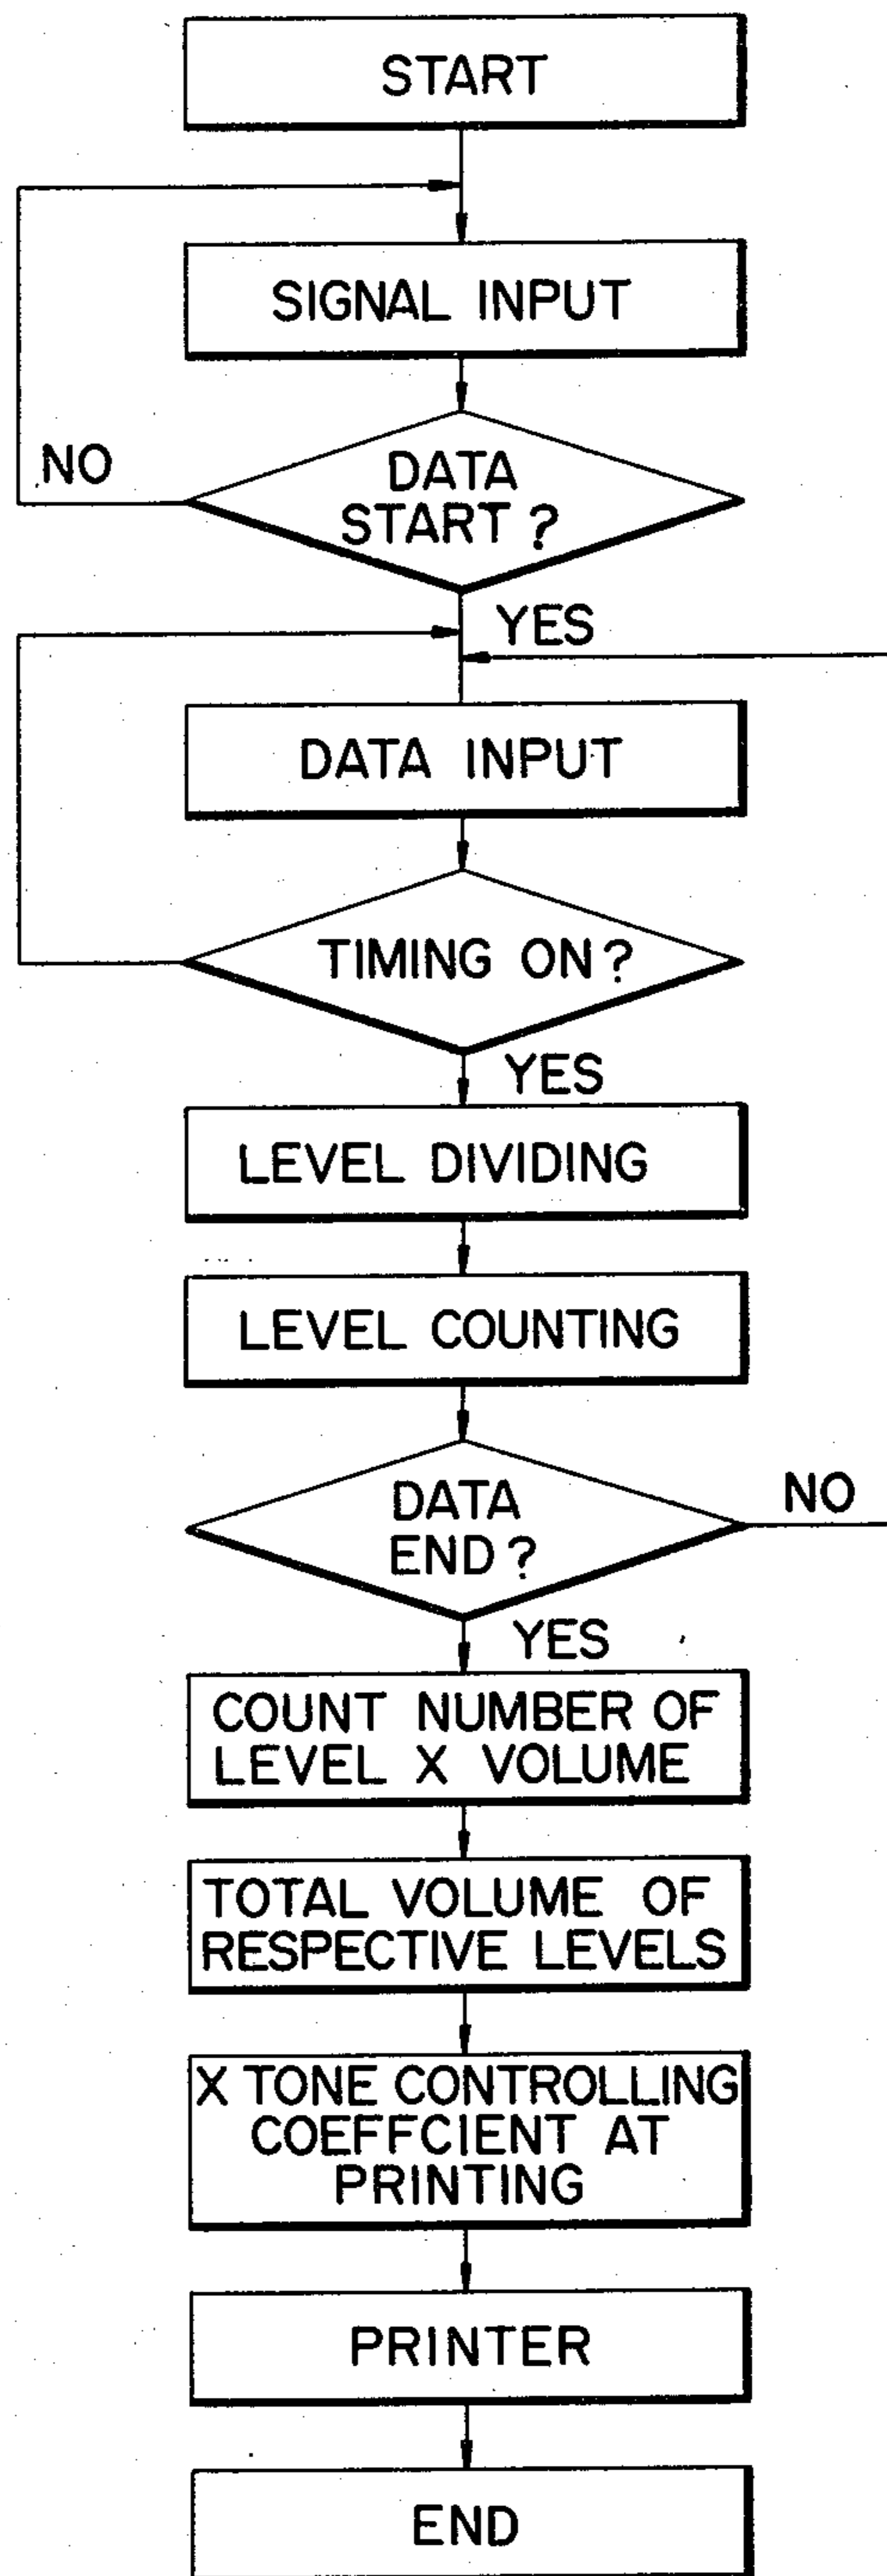 START
SIGNAL INPUT
NO
DATA
START?
YES
DATA INPUT
TIMING ON?
YES
LEVEL DIVIDING
LEVEL COUNTING
DATA
END?
NO
YES
COUNT NUMBER OF
LEVEL X VOLUME
TOTAL VOLUME OF
RESPECTIVE LEVELS
X TONE CONTROLLING
COEFFCIENT AT
PRINTING
PRINTER
END